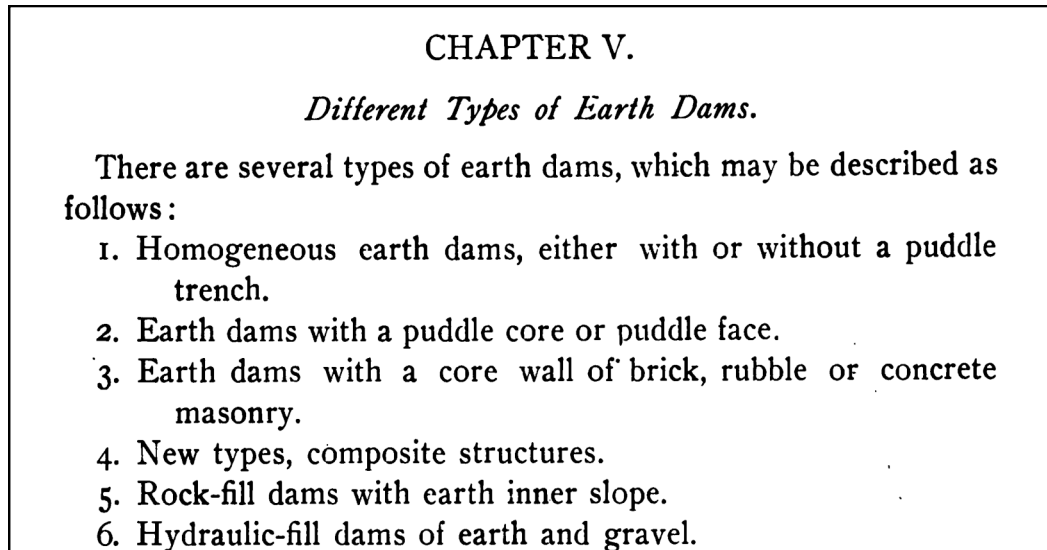 CHAPTER V.
Different Types of Earth Dams.
There are several types of earth dams, which may be described as
follows:
1. Homogeneous earth dams, either with or without a puddle
trench.
2. Earth dams with a puddle core or puddle face.
3. Earth dams with a core wall of brick, rubble or concrete
masonry.
4. New types, composite structures.
5. Rock-fill dams with earth inner slope.
6. Hydraulic-fill dams of earth and gravel.